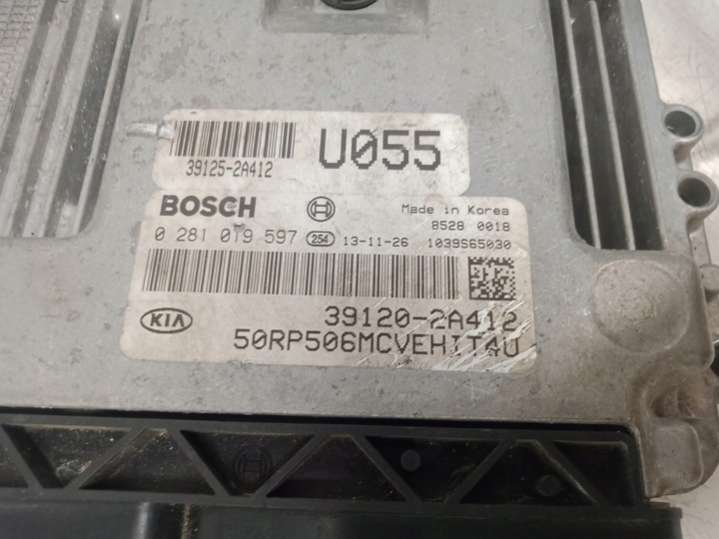 39125-2A412
U055
BOSCH
Made in Korea
8528 0018
0 281 019 597 254 13-11-26 1039S65030
KIA
39120-2A412
50RP506MCVEHIT4U